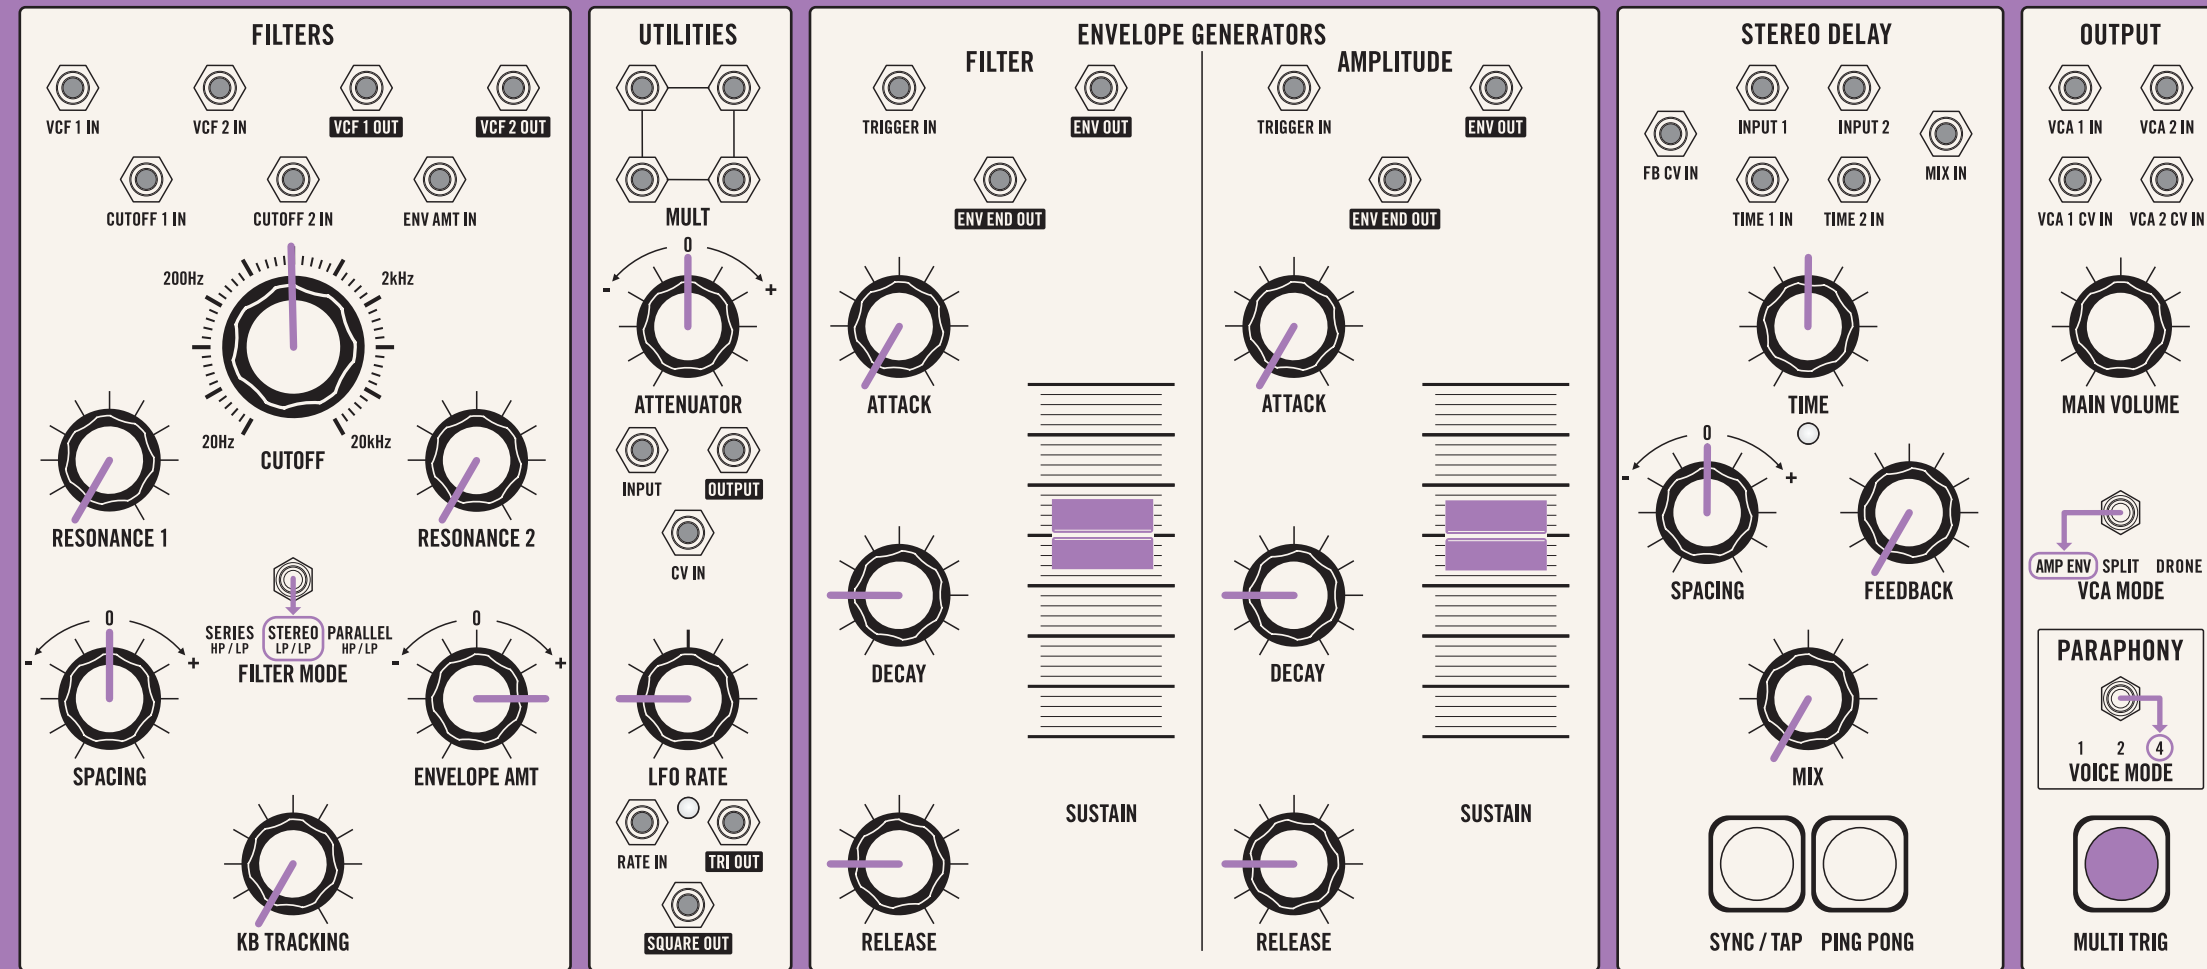 FILTERS
VCF 1 IN
VCF 2 IN
VCF 1 OUT
VCF 2 OUT
CUTOFF 1 IN
CUTOFF 2 IN
ENV AMT IN
200Hz
2kHz
20Hz
20kHz
CUTOFF
RESONANCE 1
RESONANCE 2
0
-
+
SERIES
HP / LP
STEREO
LP / LP
PARALLEL
HP / LP
FILTER MODE
0
-
+
SPACING
ENVELOPE AMT
KB TRACKING
UTILITIES
MULT
0
-
+
ATTENUATOR
INPUT
OUTPUT
CV IN
LFO RATE
RATE IN
TRI OUT
SQUARE OUT
ENVELOPE GENERATORS
FILTER
TRIGGER IN
ENV OUT
ENV END OUT
ATTACK
DECAY
SUSTAIN
RELEASE
AMPLITUDE
TRIGGER IN
ENV OUT
ENV END OUT
ATTACK
DECAY
SUSTAIN
RELEASE
STEREO DELAY
INPUT 1
INPUT 2
FB CV IN
MIX IN
TIME 1 IN
TIME 2 IN
TIME
0
-
+
SPACING
FEEDBACK
MIX
SYNC / TAP
PING PONG
OUTPUT
VCA 1 IN
VCA 2 IN
VCA 1 CV IN
VCA 2 CV IN
MAIN VOLUME
AMP ENV
SPLIT
DRONE
VCA MODE
PARAPHONY
1
2
4
VOICE MODE
MULTI TRIG